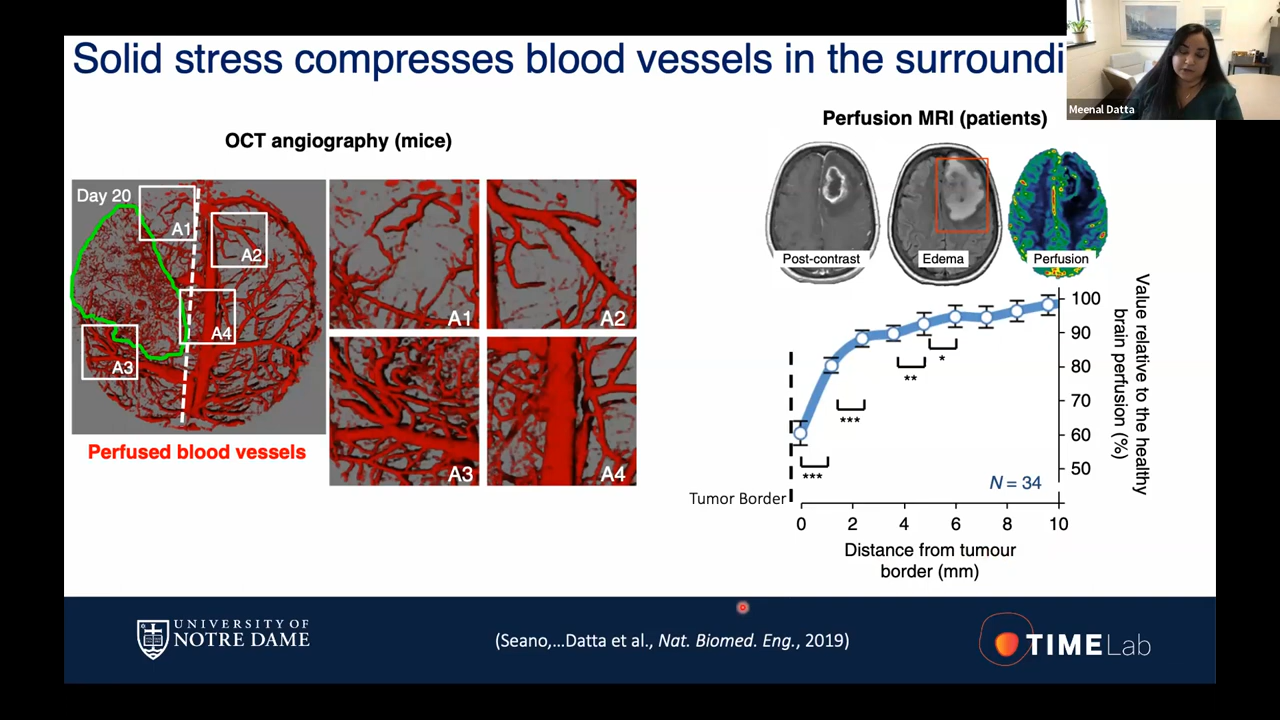 Solid stress compresses blood vessels in the surroundi
Meenal Datta
OCT angiography (mice)
Day 20
A1
A2
A4
A3
A1
A2
A3
A4
Perfused blood vessels
Perfusion MRI (patients)
Post-contrast
Edema
Perfusion
100
90
80
70
60
50
Value relative to the healthy
brain perfusion (%)
***
***
**
*
N = 34
Tumor Border
0 2 4 6 8 10
Distance from tumour
border (mm)
UNIVERSITY OF
NOTRE DAME
(Seano,...Datta et al., Nat. Biomed. Eng., 2019)
TIME Lab